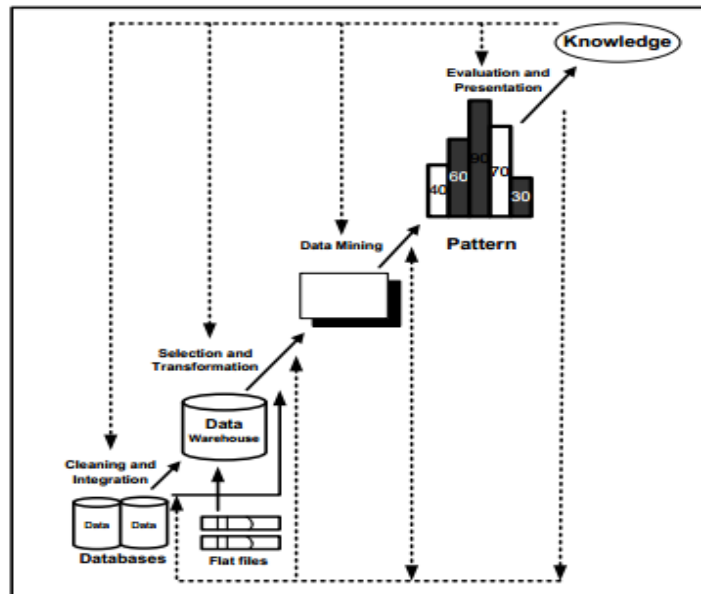 Knowledge
Evaluation and
Presentation
40
60
90
70
30
Pattern
Data Mining
Selection and
Transformation
Data
Warehouse
Cleaning and
Integration
Data
Data
Databases
Flat files